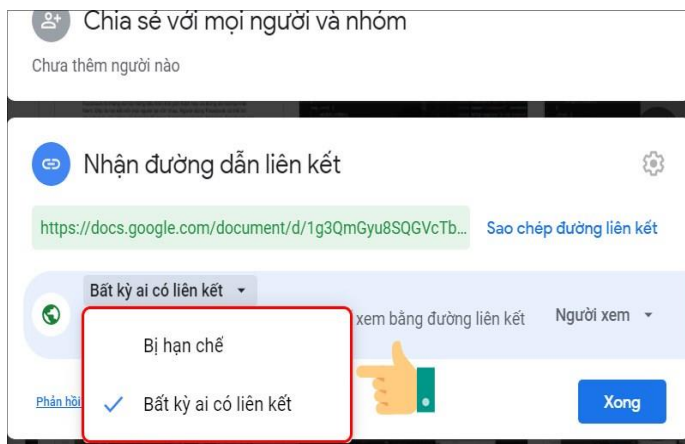 Chia sẻ với mọi người và nhóm
Chưa thêm người nào
Nhận đường dẫn liên kết
https://docs.google.com/document/d/1g3QmGyu8SQGVcTb... Sao chép đường liên kết
Bất kỳ ai có liên kết
xem bằng đường liên kết Người xem
Bị hạn chế
Phản hồi Bất kỳ ai có liên kết Xong